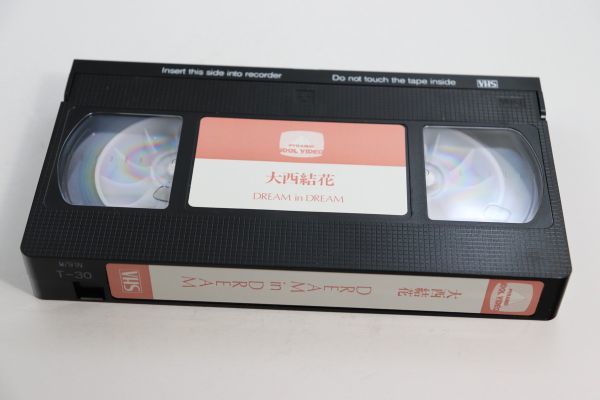 Insert this side into recorder
Do not touch the tape inside
VHS
PYRAMID
IDOL VIDEO
大西結花
DREAM in DREAM
T-30
VHS
DREAM in DREAM
大西結花
PYRAMID
IDOL VIDEO